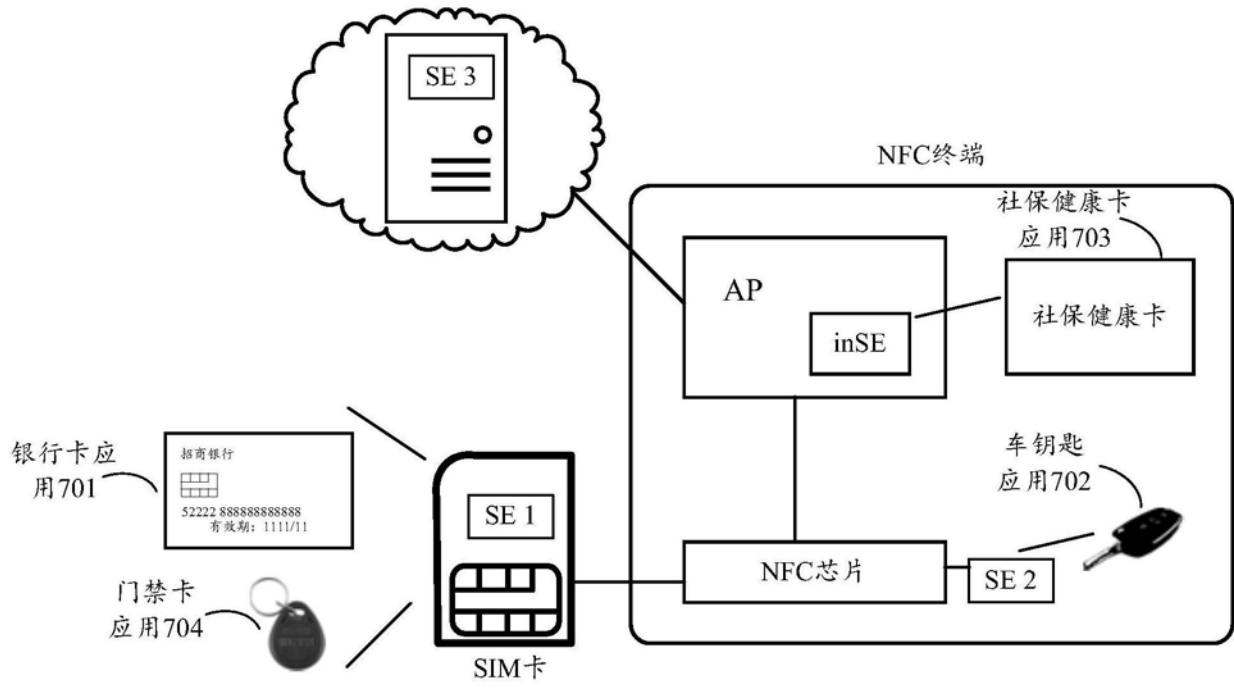 SE 3
NFC终端
社保健康卡
应用703
AP
inSE
社保健康卡
银行卡应
用701
招商银行
52222 888888888888
有效期：1111/11
SE 1
车钥匙
应用702
NFC芯片
SE 2
门禁卡
应用704
SIM卡